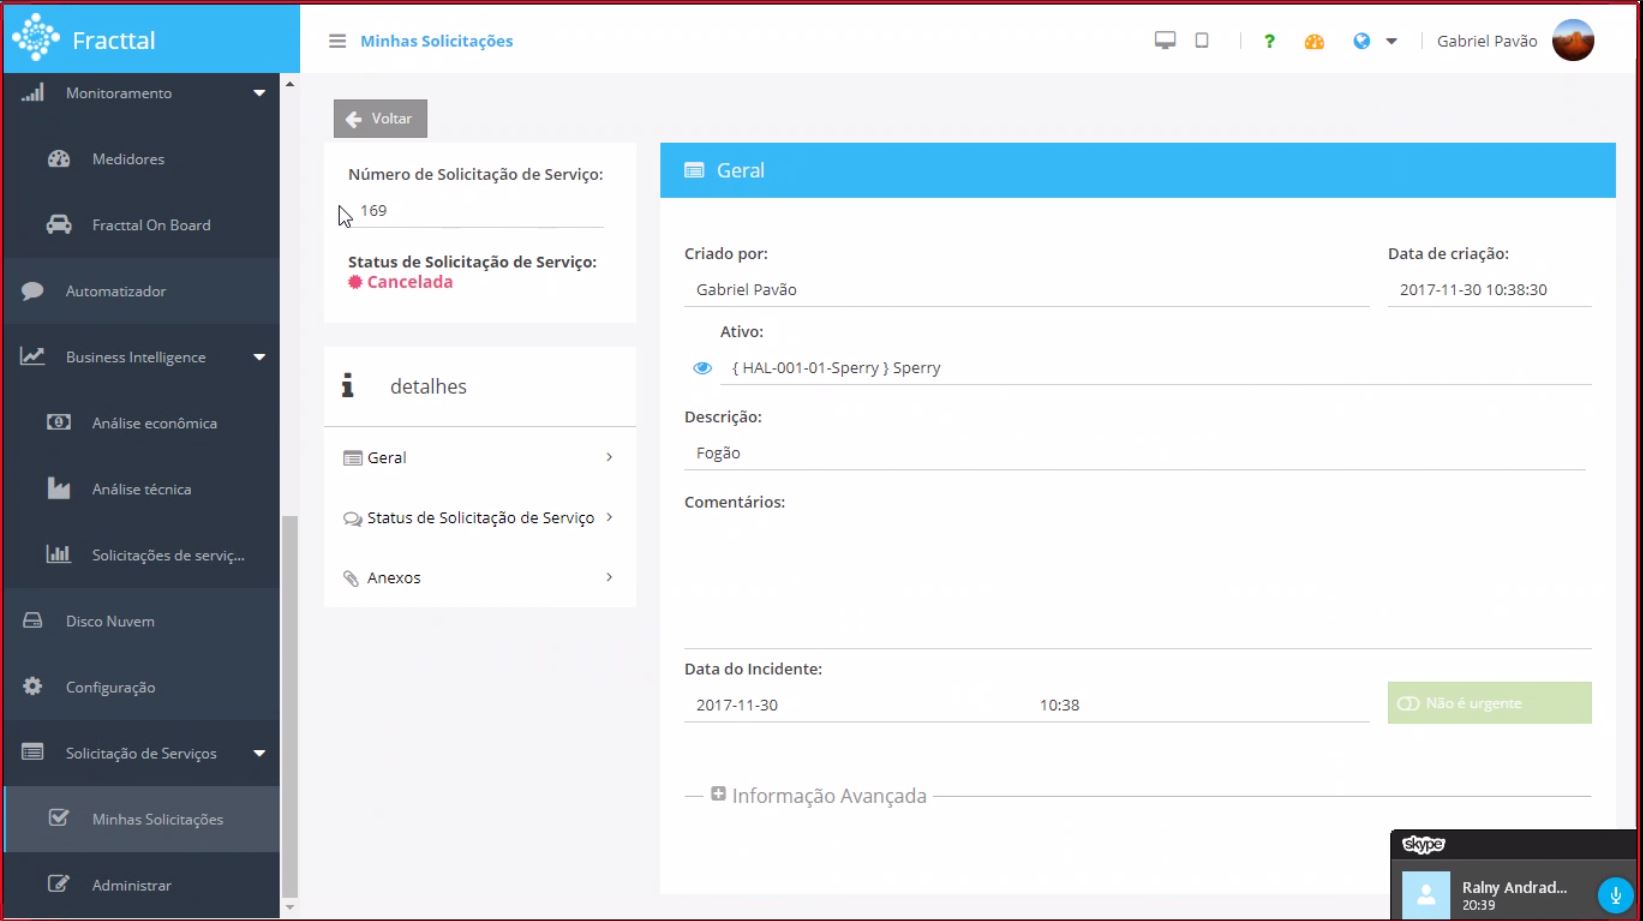 Fracttal
Minhas Solicitações
?
Gabriel Pavão
Monitoramento
Medidores
Fracttal On Board
Automatizador
Business Intelligence
Análise econômica
Análise técnica
Solicitações de serviç...
Disco Nuvem
Configuração
Solicitação de Serviços
Minhas Solicitações
Administrar
Voltar
Número de Solicitação de Serviço:
169
Status de Solicitação de Serviço:
Cancelada
detalhes
Geral
Status de Solicitação de Serviço
Anexos
Geral
Criado por:
Data de criação:
Gabriel Pavão
2017-11-30 10:38:30
Ativo:
{ HAL-001-01-Sperry } Sperry
Descrição:
Fogão
Comentários:
Data do Incidente:
2017-11-30
10:38
Não é urgente
Informação Avançada
skype
Ralny Andrad...
20:39